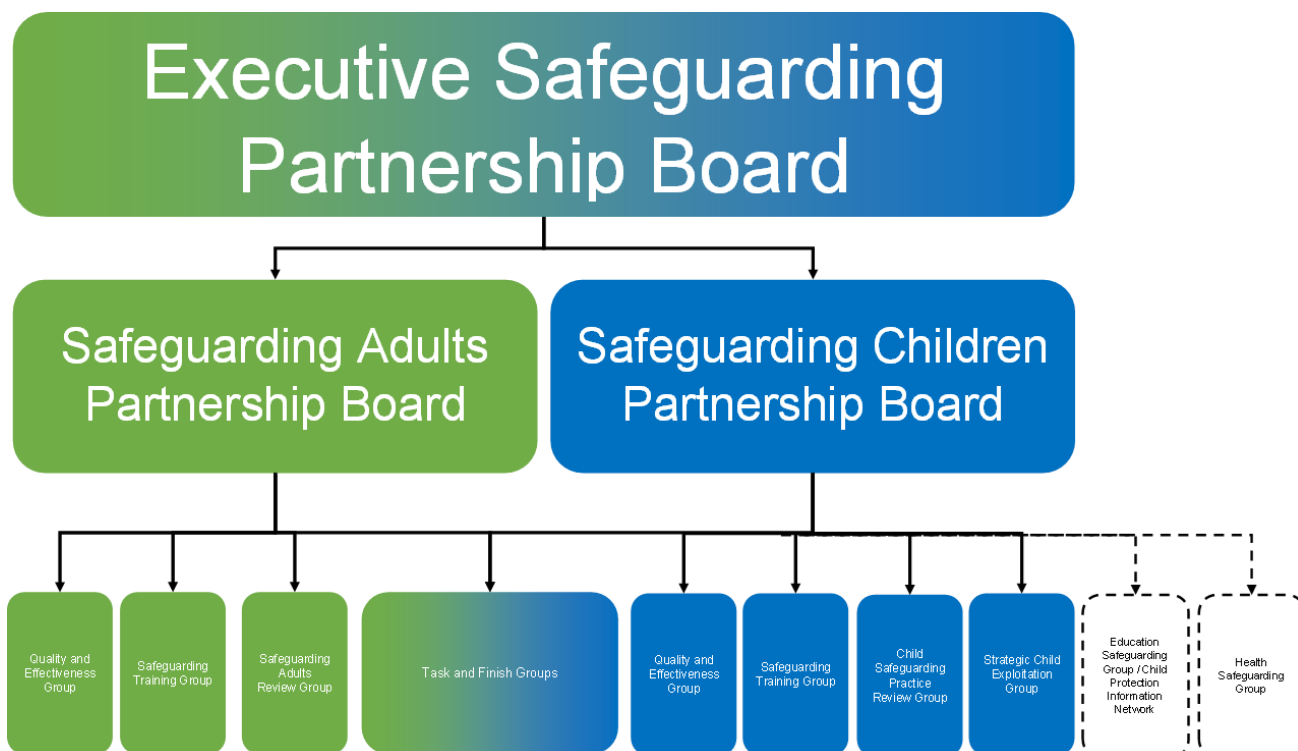 Executive Safeguarding
Partnership Board
Safeguarding Adults
Partnership Board
Safeguarding Children
Partnership Board
Quality and
Effectiveness
Group
Safeguarding
Training Group
Safeguarding
Adults
Review Group
Task and Finish Groups
Quality and
Effectiveness
Group
Safeguarding
Training Group
Child
Safeguarding
Practice
Review Group
Strategic Child
Exploitation
Group
Education
Safeguarding
Group /Child
Protection
Information
Network
Health
Safeguarding
Group